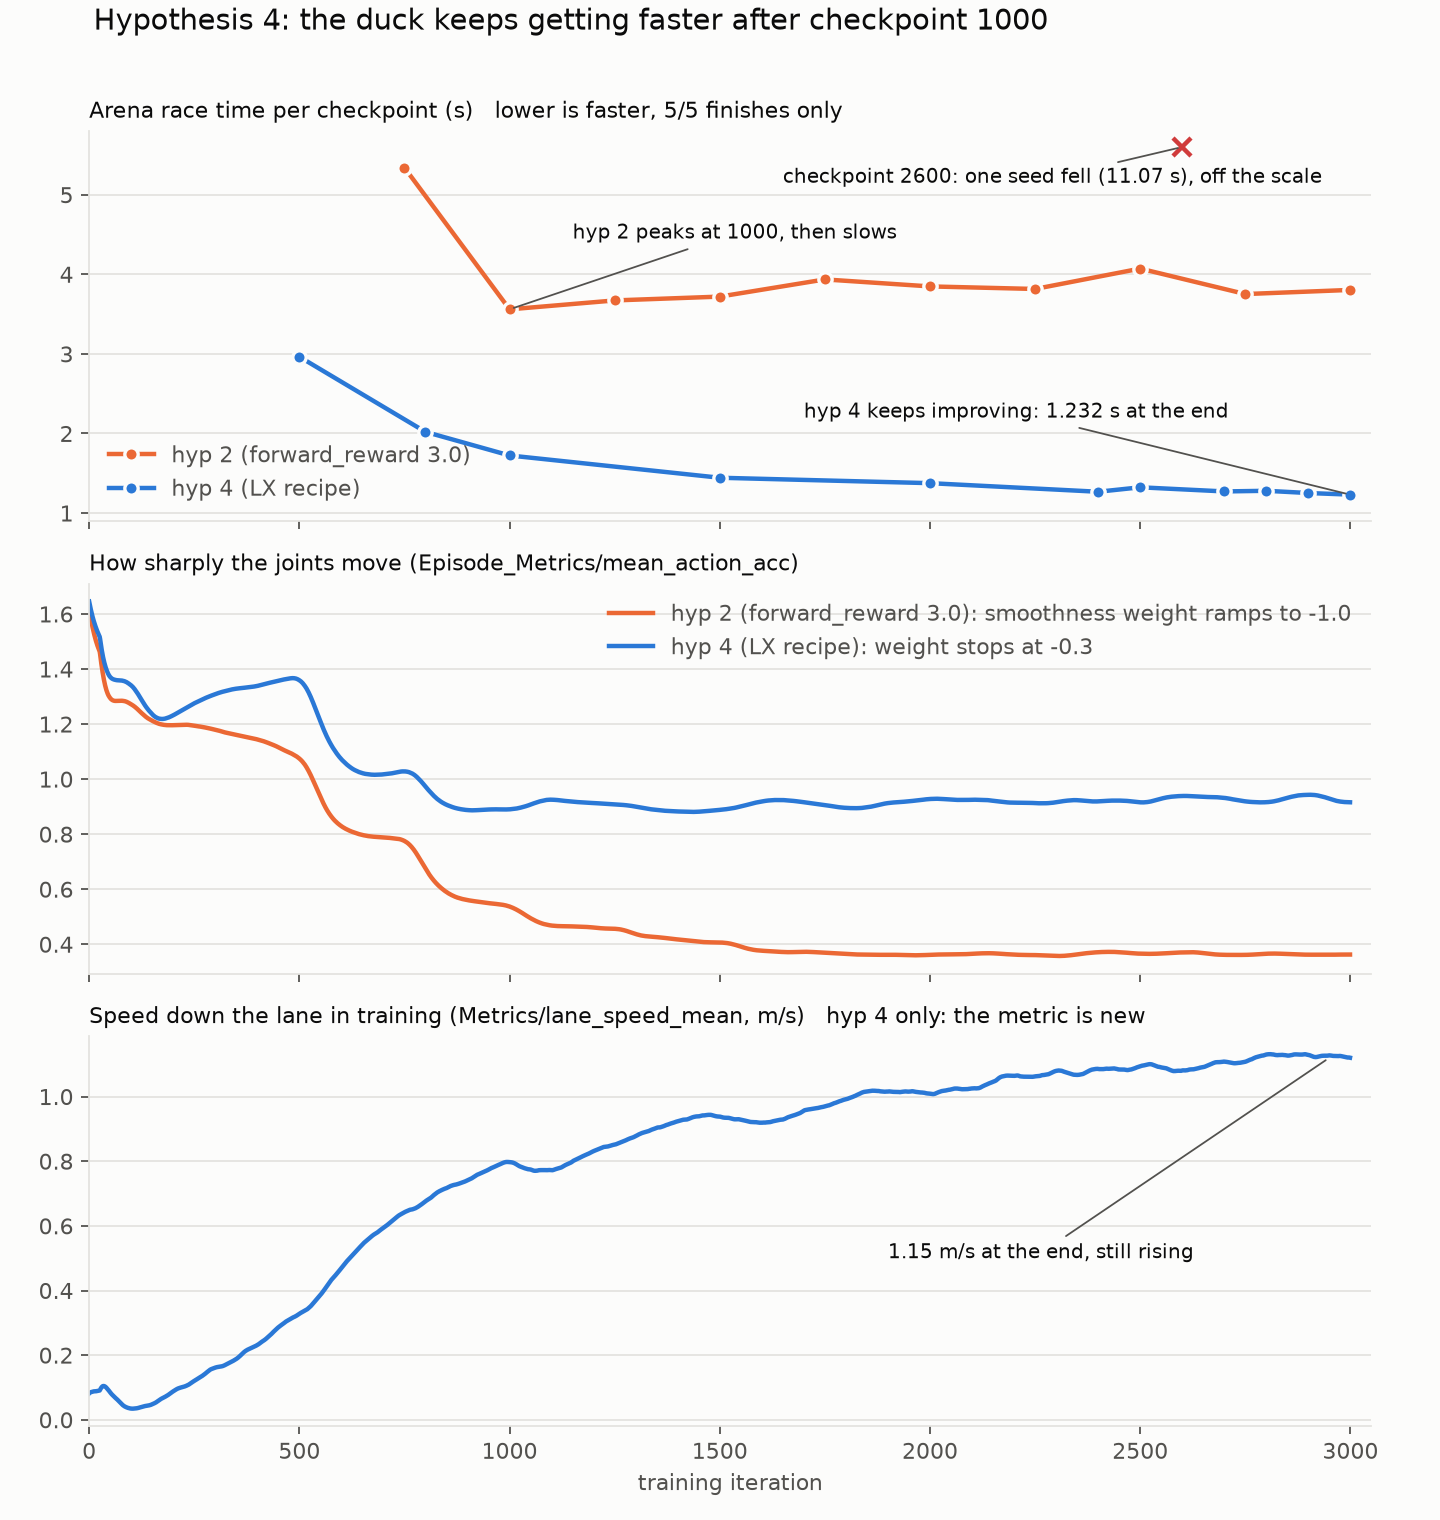 Hypothesis 4: the duck keeps getting faster after checkpoint 1000
Arena race time per checkpoint (s)   lower is faster, 5/5 finishes only
checkpoint 2600: one seed fell (11.07 s), off the scale
hyp 2 peaks at 1000, then slows
hyp 4 keeps improving: 1.232 s at the end
hyp 2 (forward_reward 3.0)
hyp 4 (LX recipe)
5
4
3
2
1
How sharply the joints move (Episode_Metrics/mean_action_acc)
hyp 2 (forward_reward 3.0): smoothness weight ramps to -1.0
hyp 4 (LX recipe): weight stops at -0.3
1.6
1.4
1.2
1.0
0.8
0.6
0.4
Speed down the lane in training (Metrics/lane_speed_mean, m/s)   hyp 4 only: the metric is new
1.15 m/s at the end, still rising
1.0
0.8
0.6
0.4
0.2
0.0
0 500 1000 1500 2000 2500 3000
training iteration